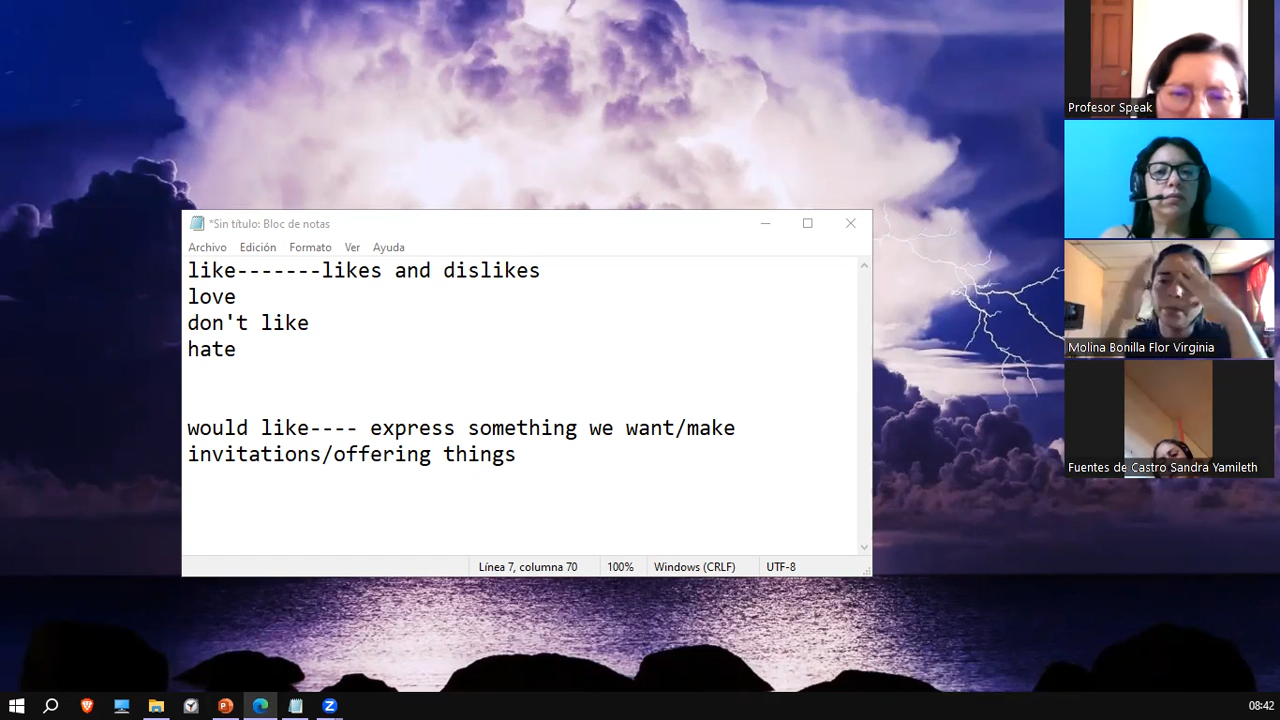 Profesor Speak
*Sin título: Bloc de notas
Archivo Edición Formato Ver Ayuda
like-------likes and dislikes
love
don't like
hate
would like---- express something we want/make
invitations/offering things
Molina Bonilla Flor Virginia
Fuentes de Castro Sandra Yamileth
Línea 7, columna 70 100% Windows (CRLF) UTF-8
08:42